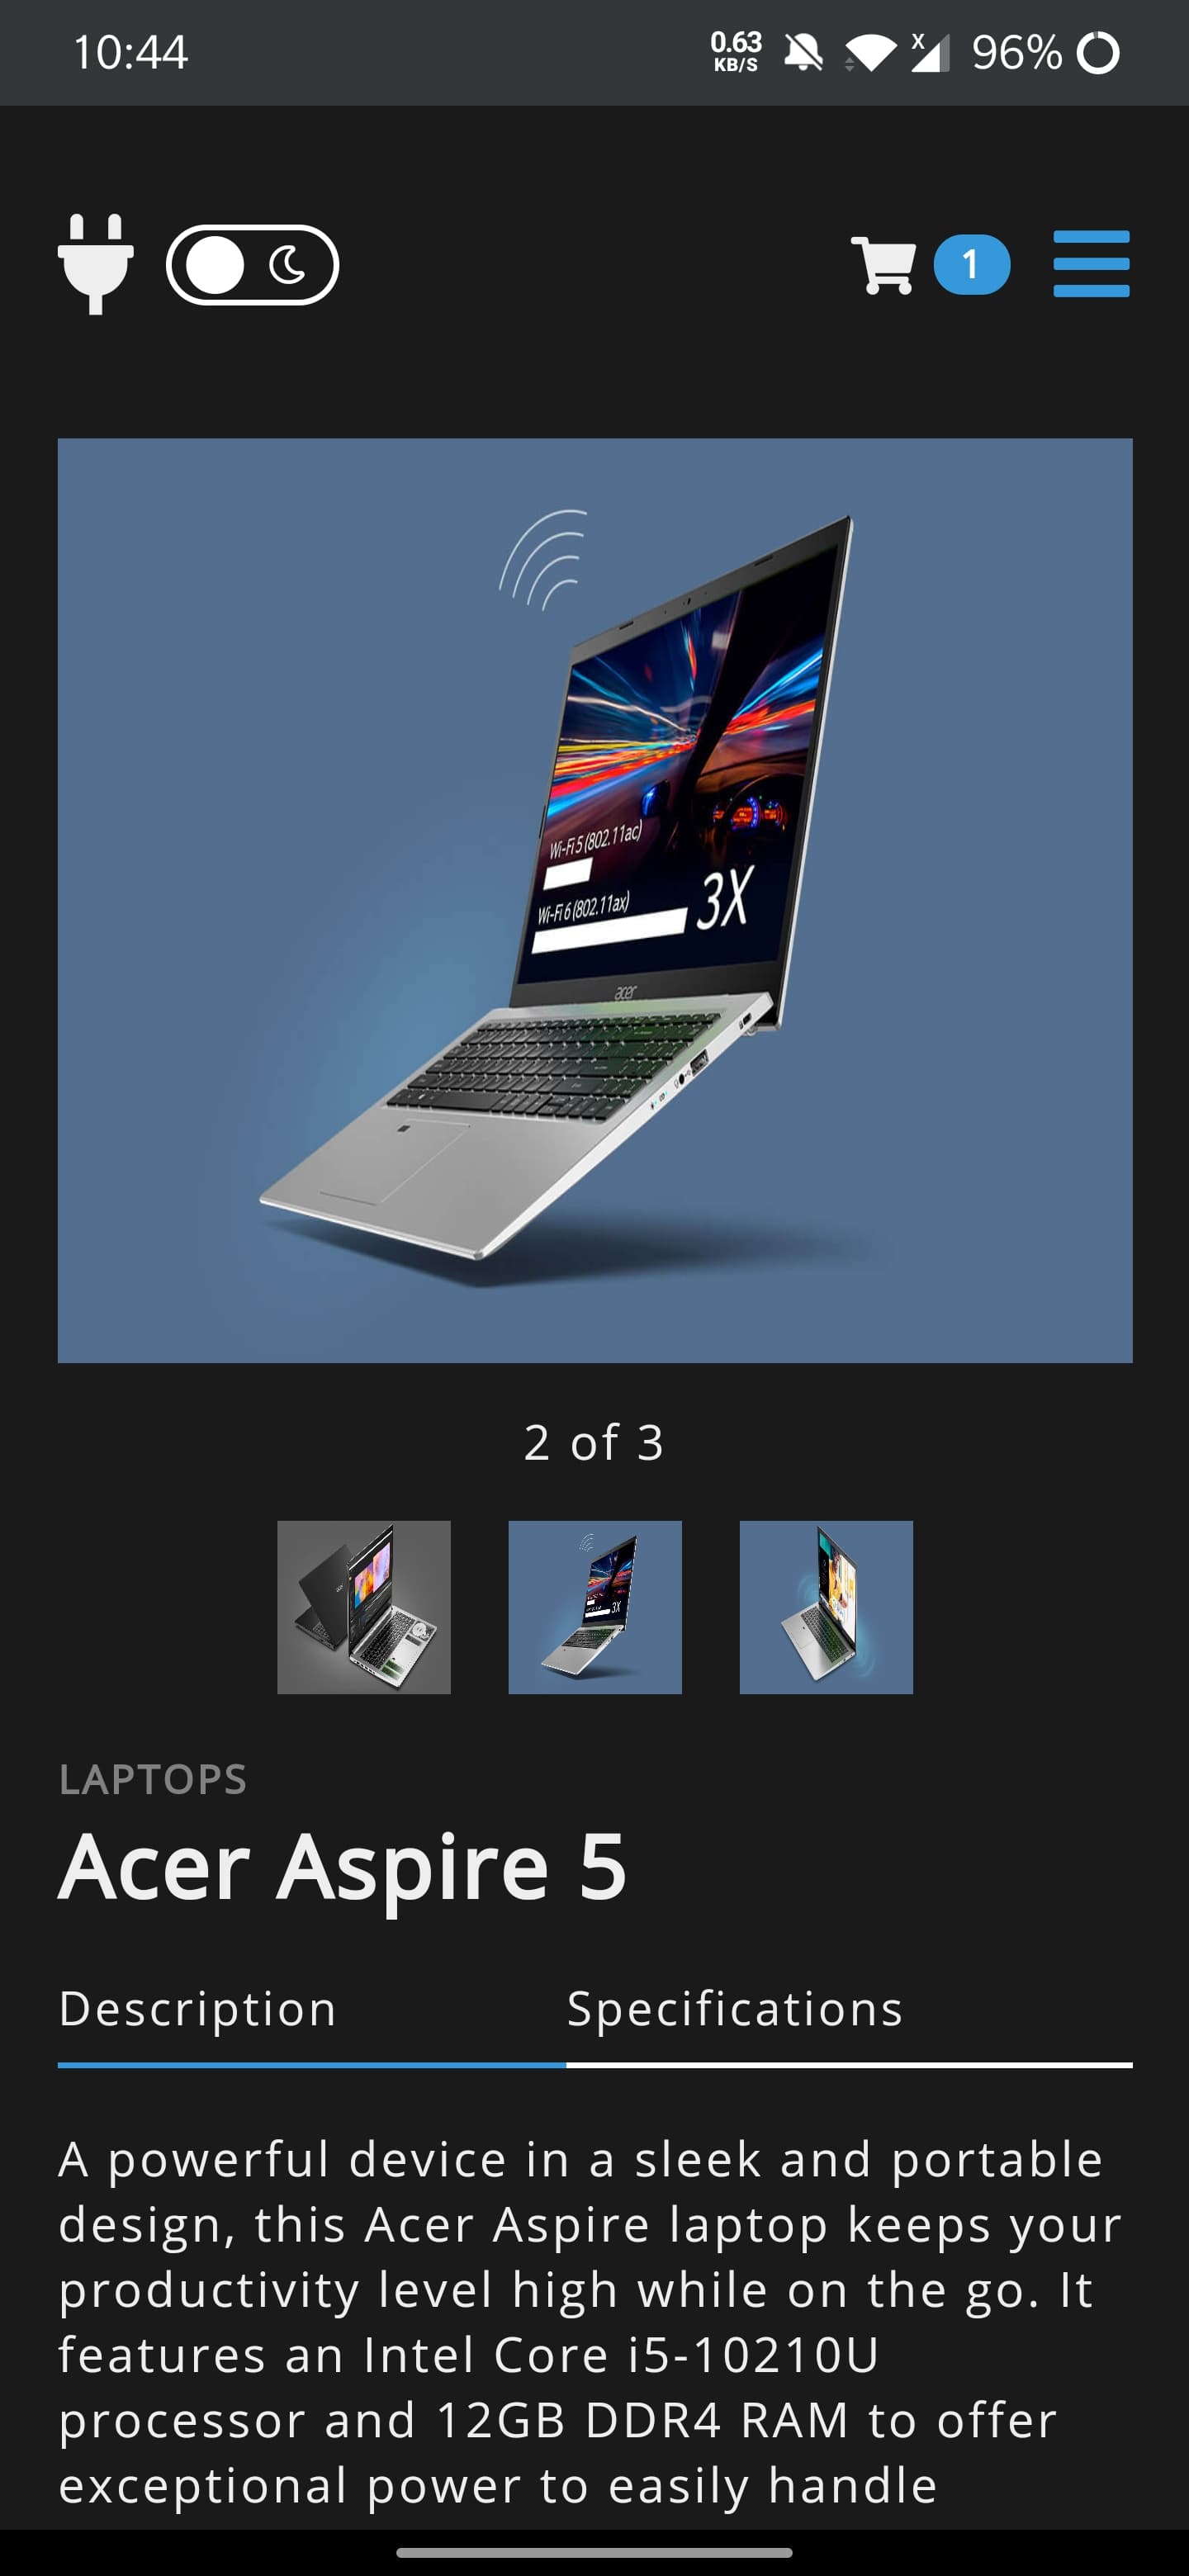 10:44
0.63
KB/S
X
96%
1
Wi-Fi 5 (802.11ac)
Wi-Fi 6 (802.11ax)
3X
acer
2 of 3
3X
LAPTOPS
Acer Aspire 5
Description
Specifications
A powerful device in a sleek and portable
design, this Acer Aspire laptop keeps your
productivity level high while on the go. It
features an Intel Core i5-10210U
processor and 12GB DDR4 RAM to offer
exceptional power to easily handle